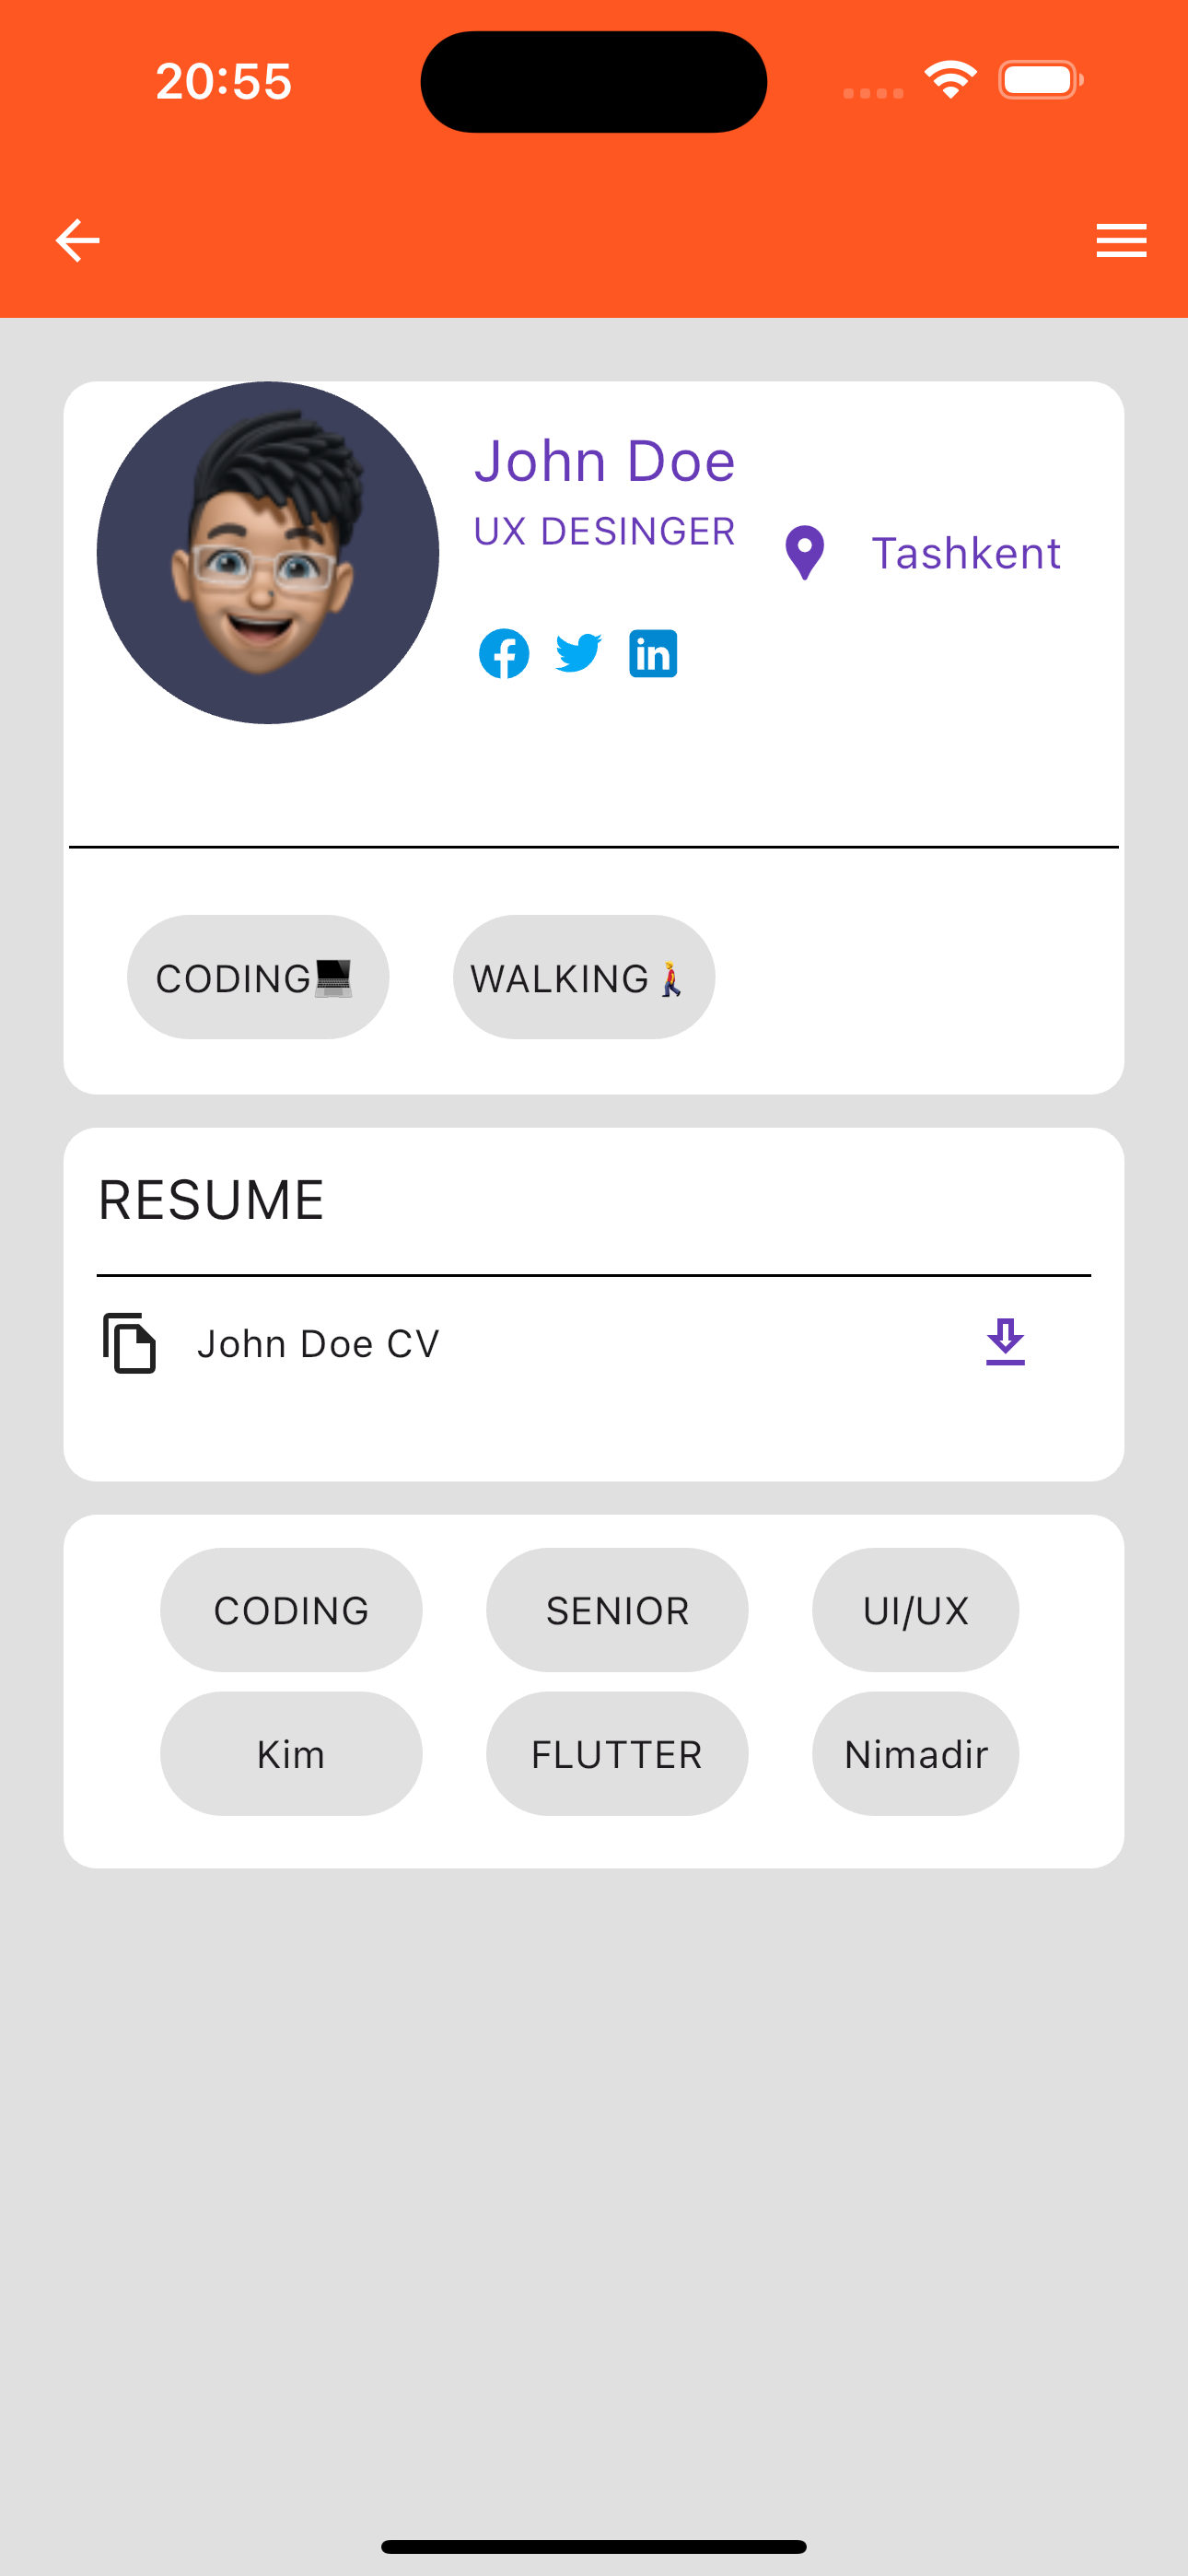 20:55
John Doe
UX DESINGER
Tashkent
CODING💻
WALKING🚶
RESUME
John Doe CV
CODING
SENIOR
UI/UX
Kim
FLUTTER
Nimadir